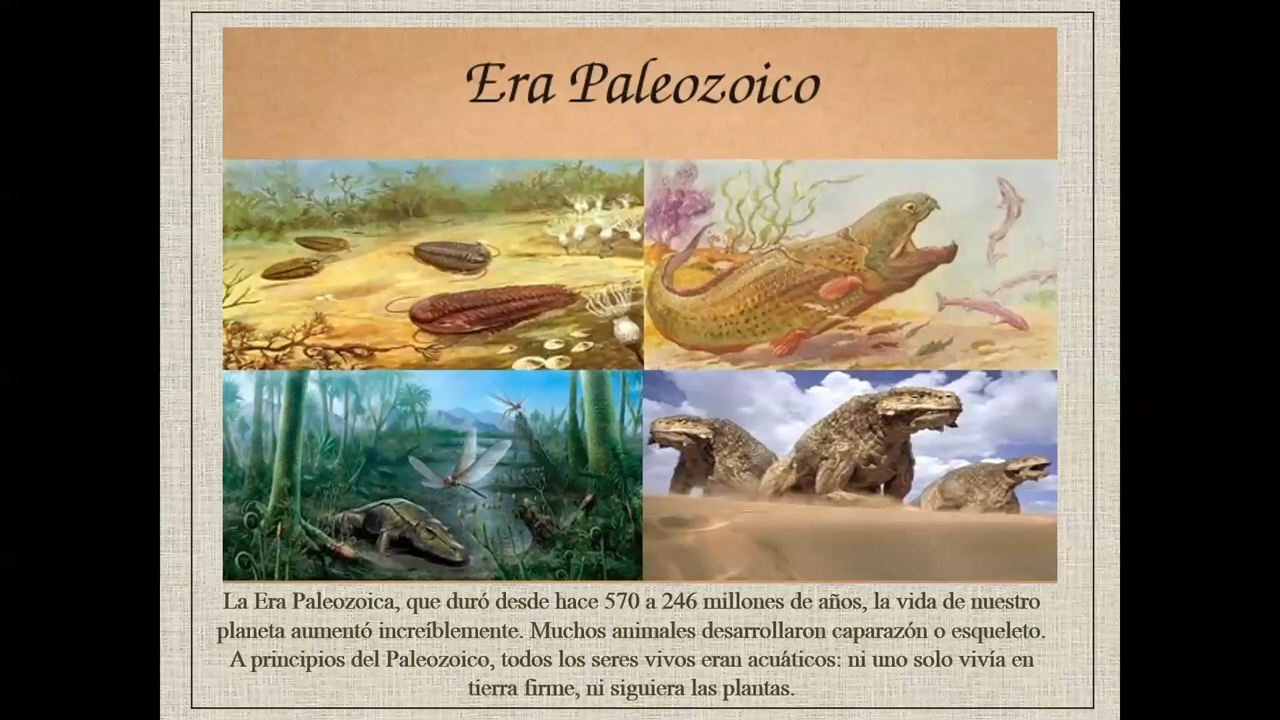 Era Paleozoico
La Era Paleozoica, que duró desde hace 570 a 246 millones de años, la vida de nuestro
planeta aumentó increíblemente. Muchos animales desarrollaron caparazón o esqueleto.
A principios del Paleozoico, todos los seres vivos eran acuáticos: ni uno solo vivía en
tierra firme, ni siguiera las plantas.